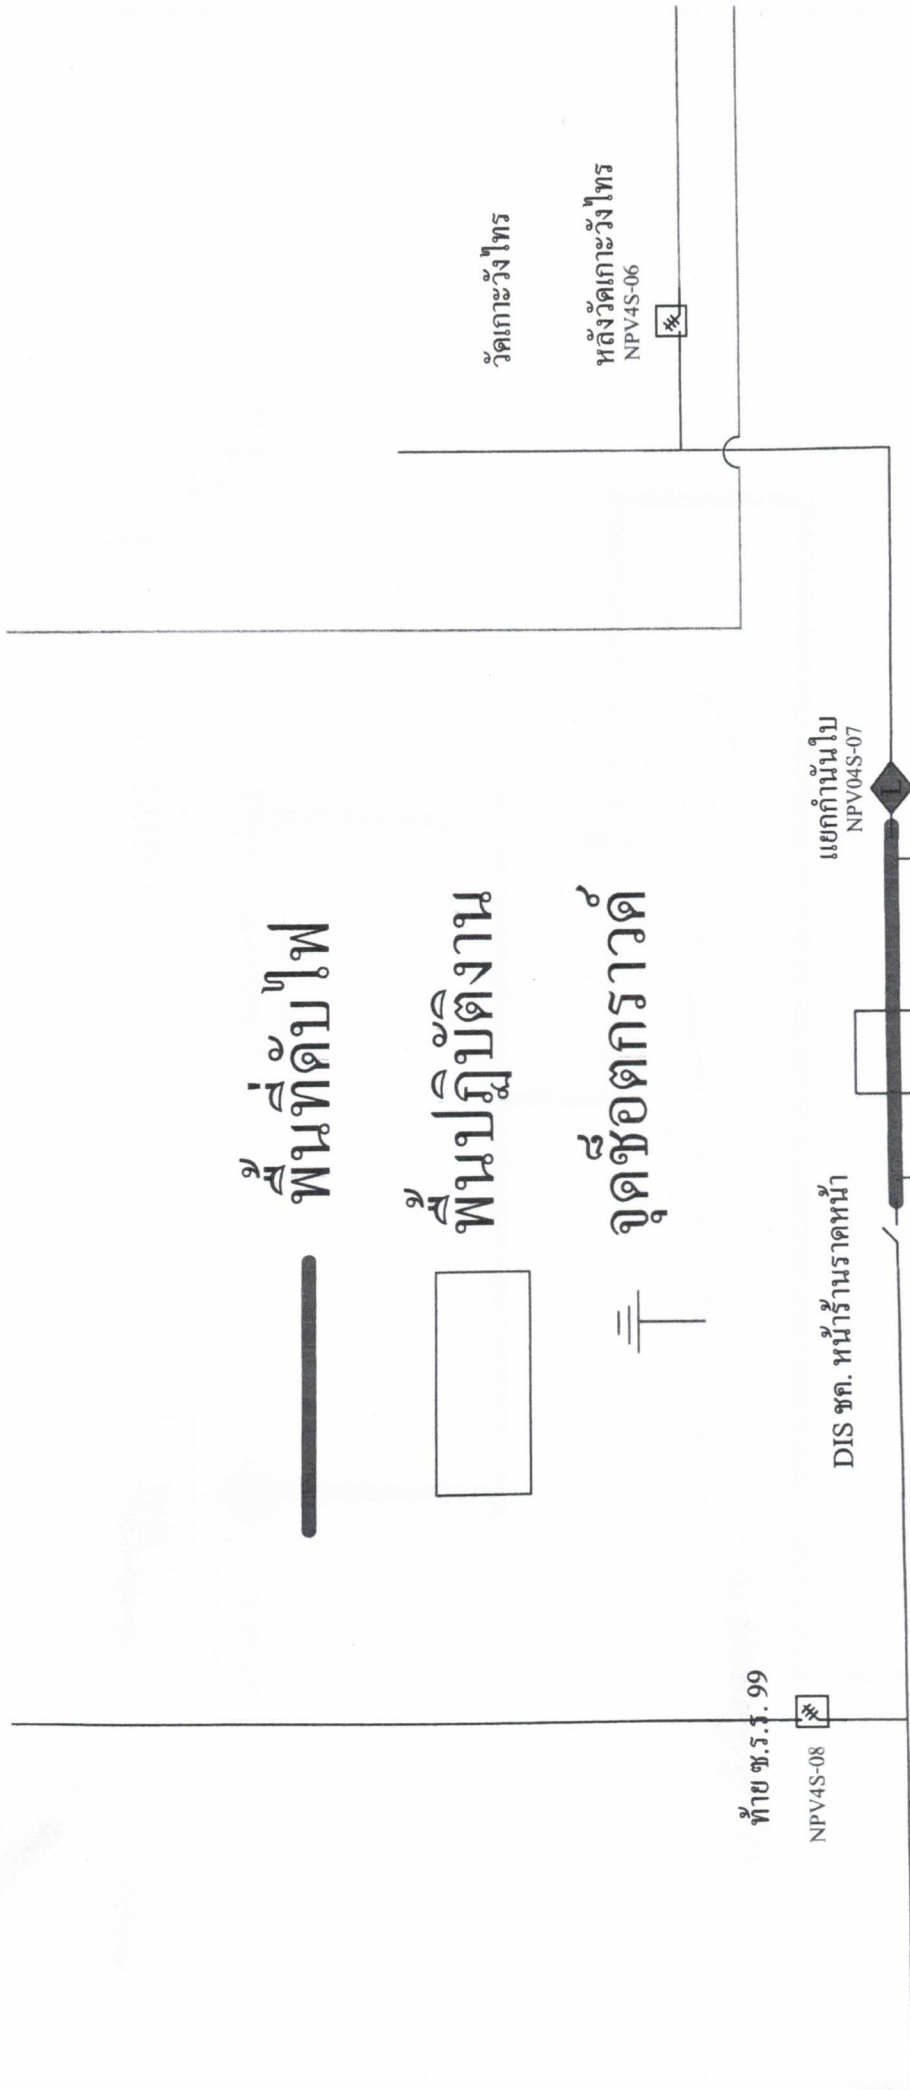 วัดเกาะวังไทร
หลังวัดเกาะวังไทร
NPV4S-06
พื้นที่ดับไฟ
พื้นปฏิบัติงาน
จุดช็อตกราวด์
แยกกำนันใบ
NPV04S-07
L
DIS ชค. หน้าร้านราดหน้า
ท้าย ซ.ร.ร. 99
NPV4S-08